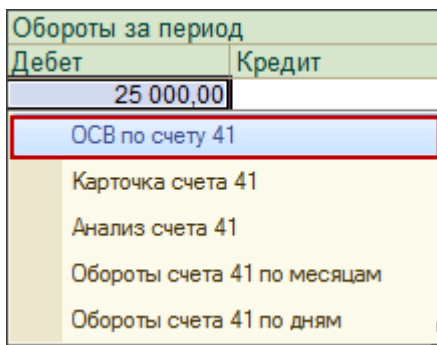 Обороты за период
Дебет Кредит
25 000,00
ОСВ по счету 41
Карточка счета 41
Анализ счета 41
Обороты счета 41 по месяцам
Обороты счета 41 по дням